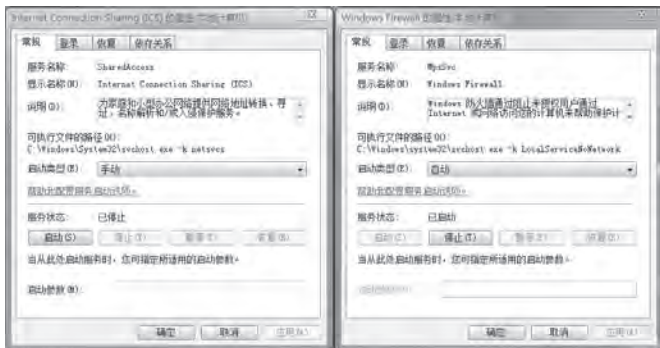 Internet Connection Sharing (ICS) 的属性(本地计算机)
常规 登录 恢复 依存关系
服务名称: SharedAccess
显示名称(N): Internet Connection Sharing (ICS)
说明(D): 为家庭和小型办公网络提供网络地址转换、寻
址、名称解析和/或入侵保护服务。
可执行文件的路径(H):
C:\Windows\System32\svchost.exe -k netsvcs
启动类型(E): 手动
帮助我配置服务启动选项。
服务状态: 已停止
启动(S) 停止(T) 暂停(P) 恢复(R)
当从此处启动服务时,您可指定所适用的启动参数。
启动参数(M):
确定 取消 应用(A)
Windows Firewall 的属性(本地计算机)
常规 登录 恢复 依存关系
服务名称: MpsSvc
显示名称(N): Windows Firewall
说明(D): Windows 防火墙通过阻止未授权用户通过
Internet 或网络访问您的计算机来帮助保护计
可执行文件的路径(H):
C:\Windows\system32\svchost.exe -k LocalServiceNoNetwork
启动类型(E): 自动
帮助我配置服务启动选项。
服务状态: 已启动
启动(S) 停止(T) 暂停(P) 恢复(R)
当从此处启动服务时,您可指定所适用的启动参数。
确定 取消 应用(A)